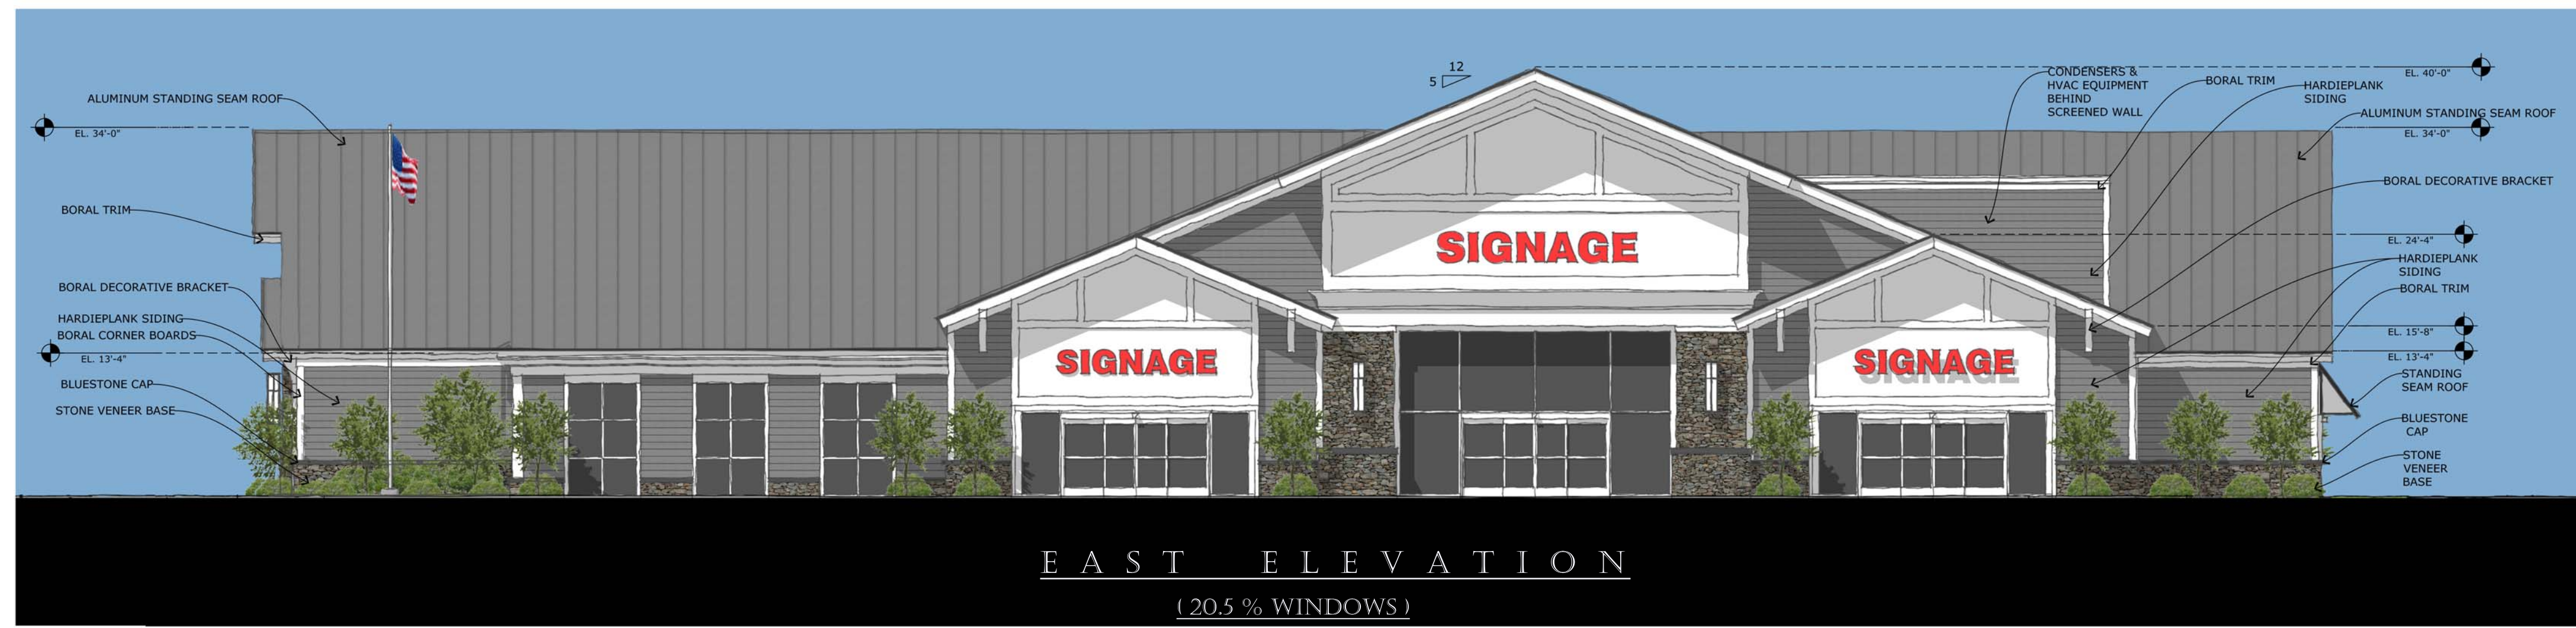 ALUMINUM STANDING SEAM ROOF
EL. 34'-0"
BORAL TRIM
BORAL DECORATIVE BRACKET
HARDIEPLANK SIDING
BORAL CORNER BOARDS
EL. 13'-4"
BLUESTONE CAP
STONE VENEER BASE
12
5
SIGNAGE
SIGNAGE
SIGNAGE
CONDENSERS &
HVAC EQUIPMENT
BEHIND
SCREENED WALL
BORAL TRIM
HARDIEPLANK
SIDING
EL. 40'-0"
ALUMINUM STANDING SEAM ROOF
EL. 34'-0"
BORAL DECORATIVE BRACKET
EL. 24'-4"
HARDIEPLANK
SIDING
BORAL TRIM
EL. 15'-8"
EL. 13'-4"
STANDING
SEAM ROOF
BLUESTONE
CAP
STONE
VENEER
BASE
EAST ELEVATION
( 20.5 % WINDOWS )